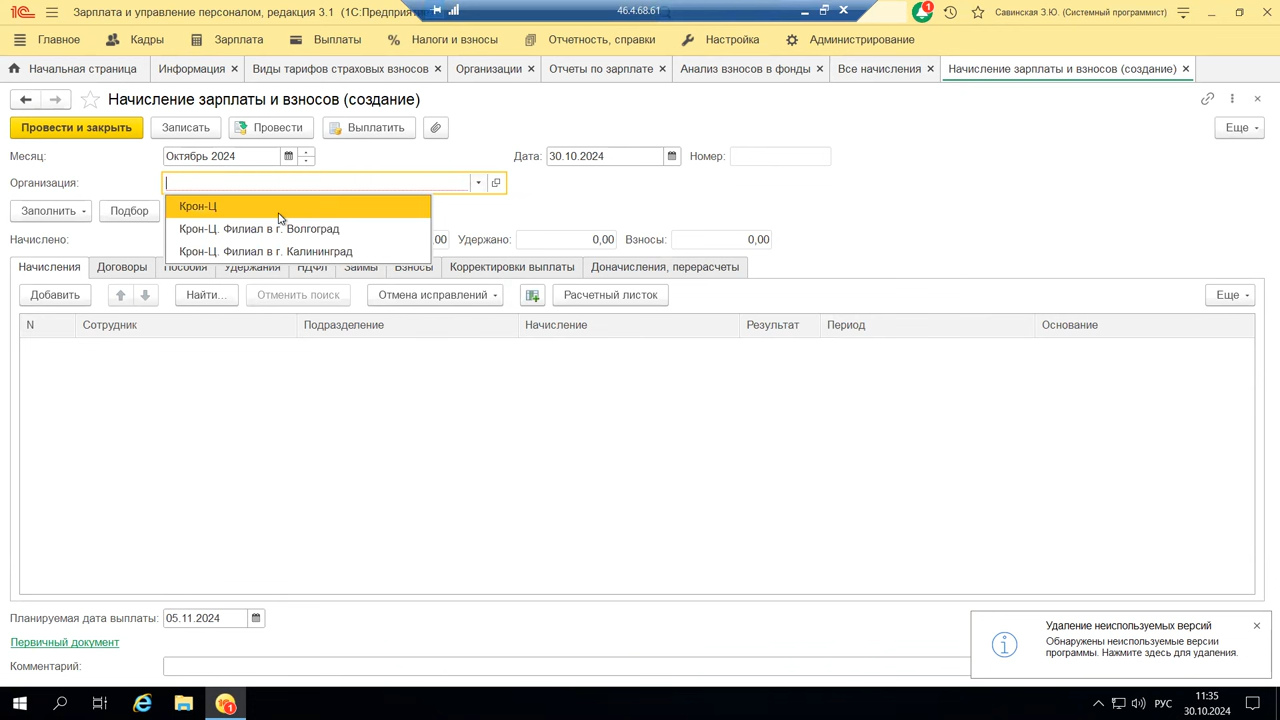 Зарплата и управление персоналом, редакция 3.1 (1С:Предприятие
46.4.68.61
1
Савинская З.Ю. (Системный программист)
Главное
Кадры
Зарплата
Выплаты
Налоги и взносы
Отчетность, справки
Настройка
Администрирование
Начальная страница
Информация
Виды тарифов страховых взносов
Организации
Отчеты по зарплате
Анализ взносов в фонды
Все начисления
Начисление зарплаты и взносов (создание)
Начисление зарплаты и взносов (создание)
Провести и закрыть
Записать
Провести
Выплатить
Еще
Месяц:
Октябрь 2024
Дата:
30.10.2024
Номер:
Организация:
Крон-Ц
Крон-Ц. Филиал в г. Волгоград
Крон-Ц. Филиал в г. Калининград
Заполнить
Подбор
Начислено:
00
Удержано:
0,00
Взносы:
0,00
Начисления
Договоры
Пособия
Удержания
НДФЛ
Займы
Взносы
Корректировки выплаты
Доначисления, перерасчеты
Добавить
Найти...
Отменить поиск
Отмена исправлений
Расчетный листок
Еще
N
Сотрудник
Подразделение
Начисление
Результат
Период
Основание
Планируемая дата выплаты:
05.11.2024
Первичный документ
Комментарий:
Удаление неиспользуемых версий
Обнаружены неиспользуемые версии
программы. Нажмите здесь для удаления.
1
РУС
11:35
30.10.2024